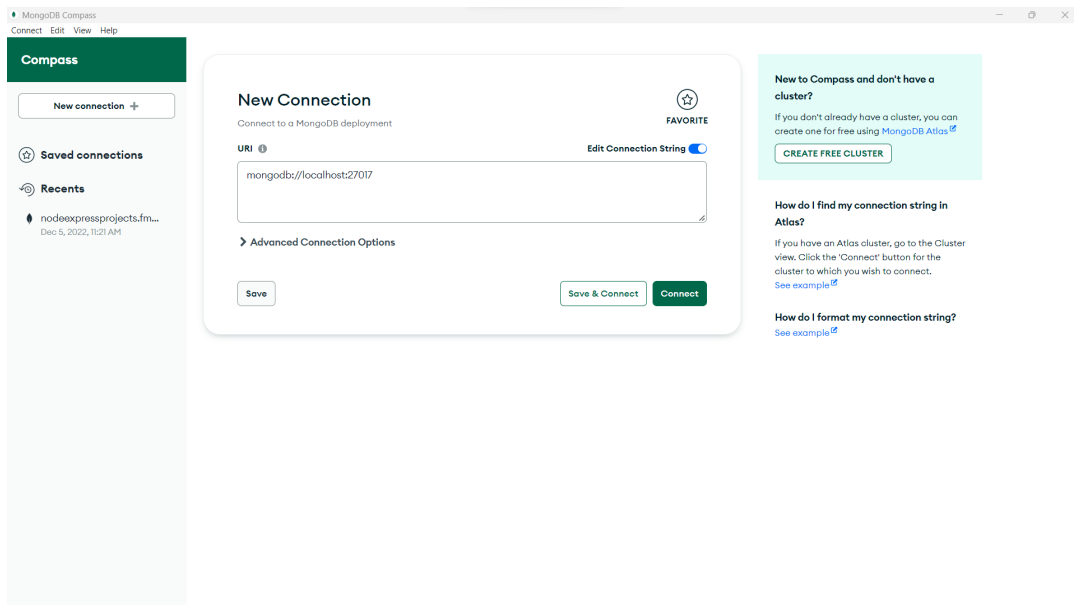 MongoDB Compass
Connect Edit View Help
Compass
New connection
Saved connections
Recents
nodeexpressprojects.fm...
Dec 5, 2022, 11:21 AM
New Connection
Connect to a MongoDB deployment
FAVORITE
URI
Edit Connection String
mongodb://localhost:27017
Advanced Connection Options
Save
Save & Connect
Connect
New to Compass and don't have a
cluster?
If you don't already have a cluster, you can
create one for free using MongoDB Atlas
CREATE FREE CLUSTER
How do I find my connection string in
Atlas?
If you have an Atlas cluster, go to the Cluster
view. Click the 'Connect' button for the
cluster to which you wish to connect.
See example
How do I format my connection string?
See example